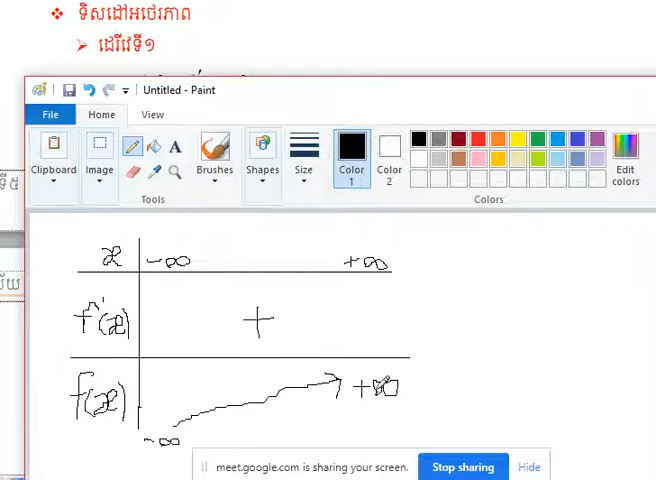 ទិសដៅអថេរភាព
ដេរីវេទី១
Untitled - Paint
File Home View
Clipboard Image Tools Brushes Shapes Size Color 1 Color 2 Colors Edit colors
ទី៥
x -∞ +∞
f'(x) +
f(x) -∞ +∞
meet.google.com is sharing your screen. Stop sharing Hide